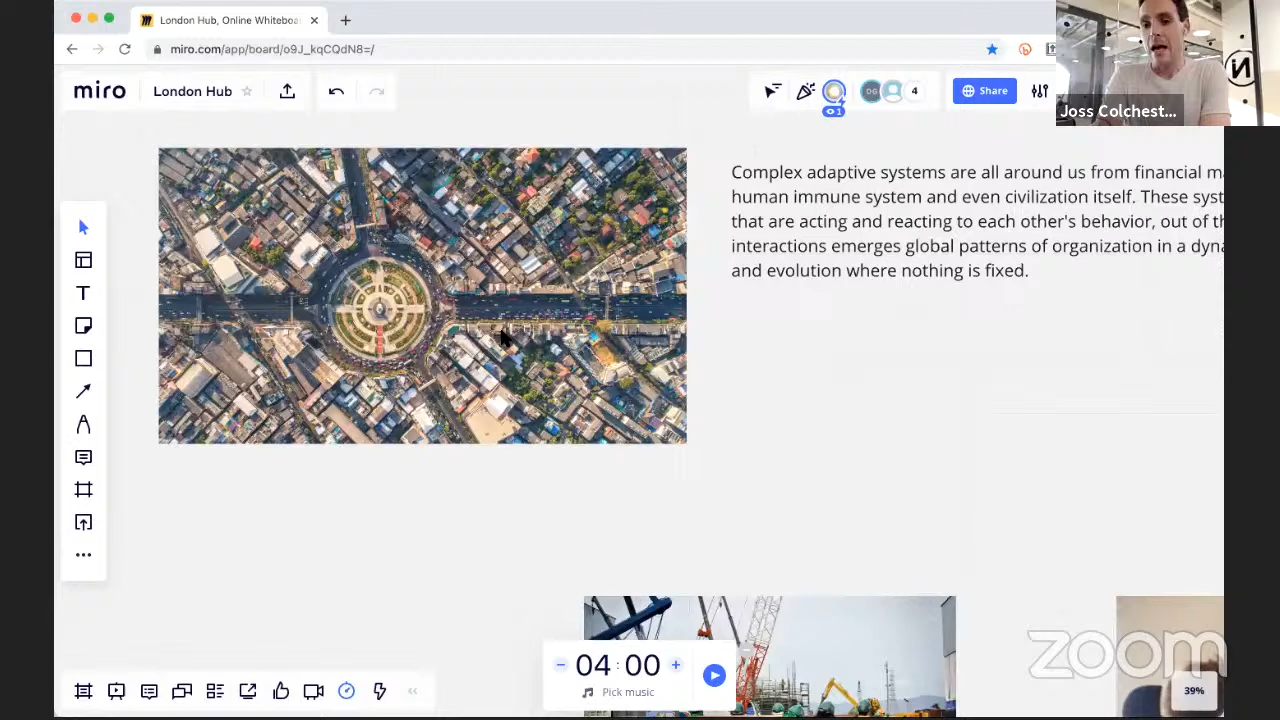 London Hub, Online Whiteboa
miro.com/app/board/o9J_kqCQdN8=/
miro
London Hub
DG
4
Share
1
Joss Colchest...
Complex adaptive systems are all around us from financial m
human immune system and even civilization itself. These syst
that are acting and reacting to each other's behavior, out of th
interactions emerges global patterns of organization in a dyna
and evolution where nothing is fixed.
04 : 00
Pick music
zoom
39%